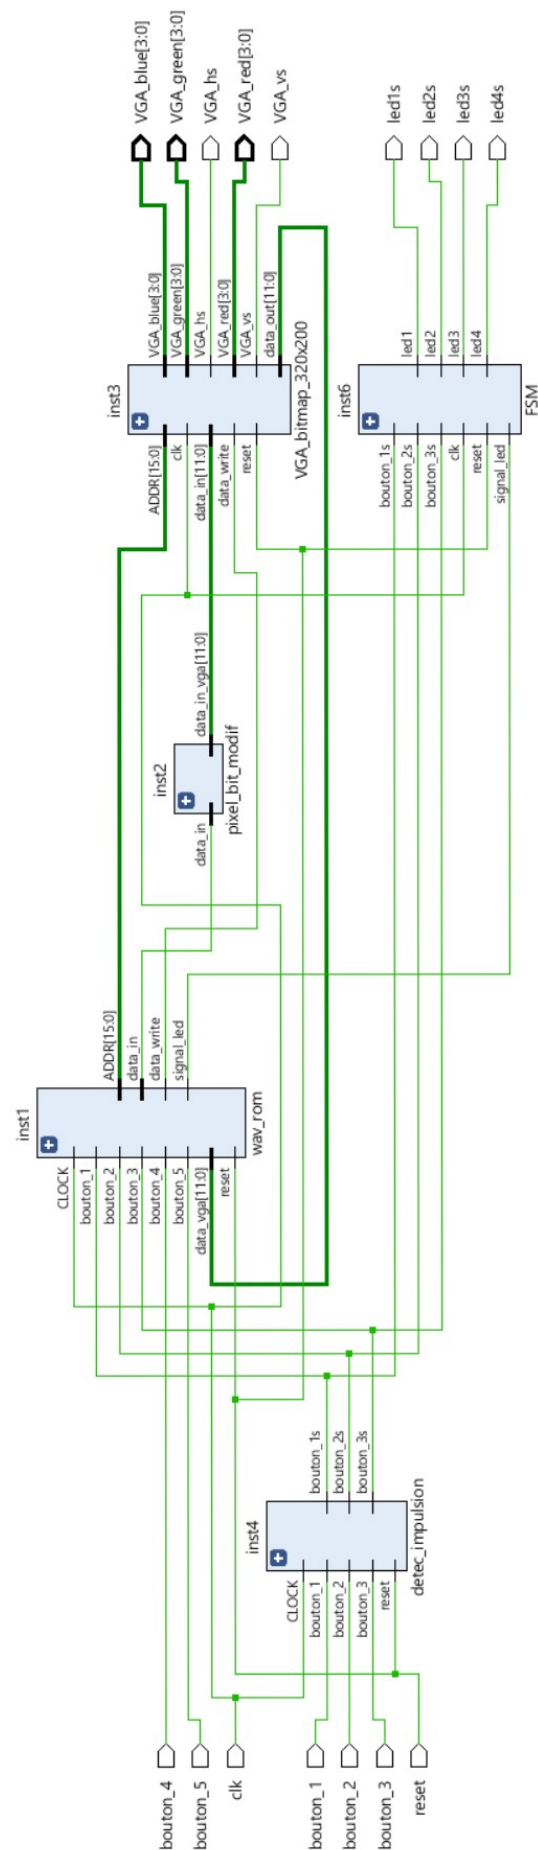 bouton_4
bouton_5
clk
bouton_1
bouton_2
bouton_3
reset
inst4
CLOCK
bouton_1
bouton_2
bouton_3
reset
bouton_1s
bouton_2s
bouton_3s
detec_impulsion
inst1
CLOCK
bouton_1
bouton_2
bouton_3
bouton_4
bouton_5
data_vga[11:0]
reset
ADDR[15:0]
data_in
data_write
signal_led
wav_rom
inst2
data_in
data_in_vga[11:0]
pixel_bit_modif
inst3
ADDR[15:0]
clk
data_in[11:0]
data_write
reset
VGA_blue[3:0]
VGA_green[3:0]
VGA_hs
VGA_red[3:0]
VGA_vs
data_out[11:0]
VGA_bitmap_320x200
inst6
bouton_1s
bouton_2s
bouton_3s
clk
reset
signal_led
led1
led2
led3
led4
FSM
VGA_blue[3:0]
VGA_green[3:0]
VGA_hs
VGA_red[3:0]
VGA_vs
led1s
led2s
led3s
led4s